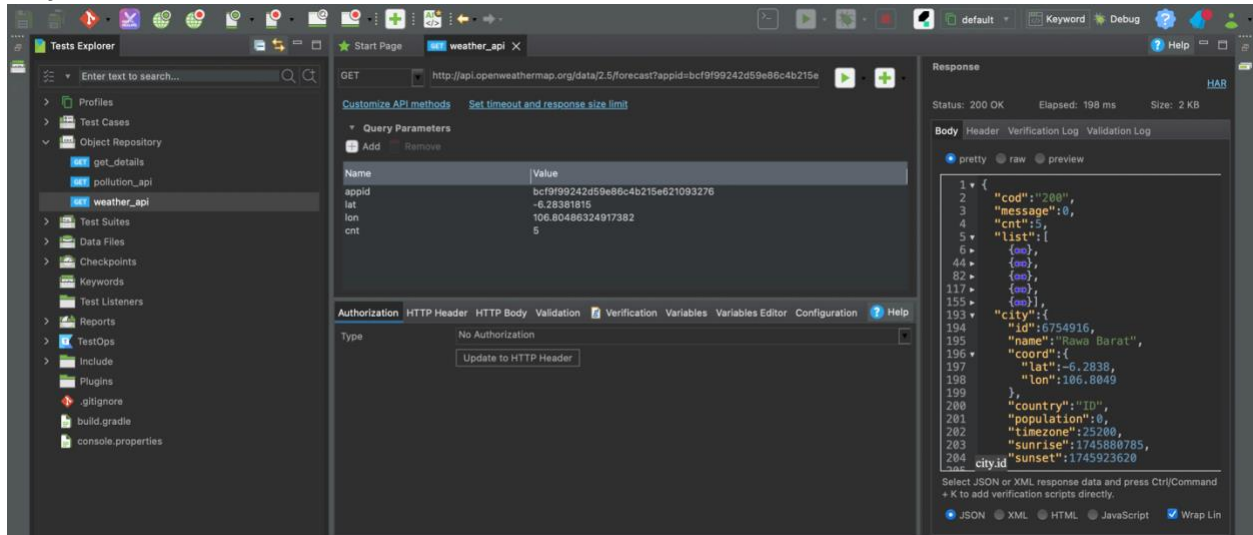 default
Keyword
Debug
Tests Explorer
Enter text to search...
Profiles
Test Cases
Object Repository
GET get_details
GET pollution_api
GET weather_api
Test Suites
Data Files
Checkpoints
Keywords
Test Listeners
Reports
TestOps
Include
Plugins
.gitignore
build.gradle
console.properties
Start Page
GET weather_api
Help
GET
http://api.openweathermap.org/data/2.5/forecast?appid=bcf9f99242d59e86c4b215e
Customize API methods Set timeout and response size limit
Query Parameters
Add Remove
Name Value
appid bcf9f99242d59e86c4b215e621093276
lat -6.28381815
lon 106.80486324917382
cnt 5
Authorization HTTP Header HTTP Body Validation Verification Variables Variables Editor Configuration Help
Type No Authorization
Update to HTTP Header
Response
HAR
Status: 200 OK Elapsed: 198 ms Size: 2 KB
Body Header Verification Log Validation Log
pretty raw preview
1 {
2 "cod":"200",
3 "message":0,
4 "cnt":5,
5 "list":[
6 {
44 {
82 {
117 {
155 {
193 "city":{
194 "id":6754916,
195 "name":"Rawa Barat",
196 "coord":{
197 "lat":-6.2838,
198 "lon":106.8049
199 },
200 "country":"ID",
201 "population":0,
202 "timezone":25200,
203 "sunrise":1745880785,
204 "sunset":1745923620
city.id
Select JSON or XML response data and press Ctrl/Command
+ K to add verification scripts directly.
JSON XML HTML JavaScript Wrap Lin